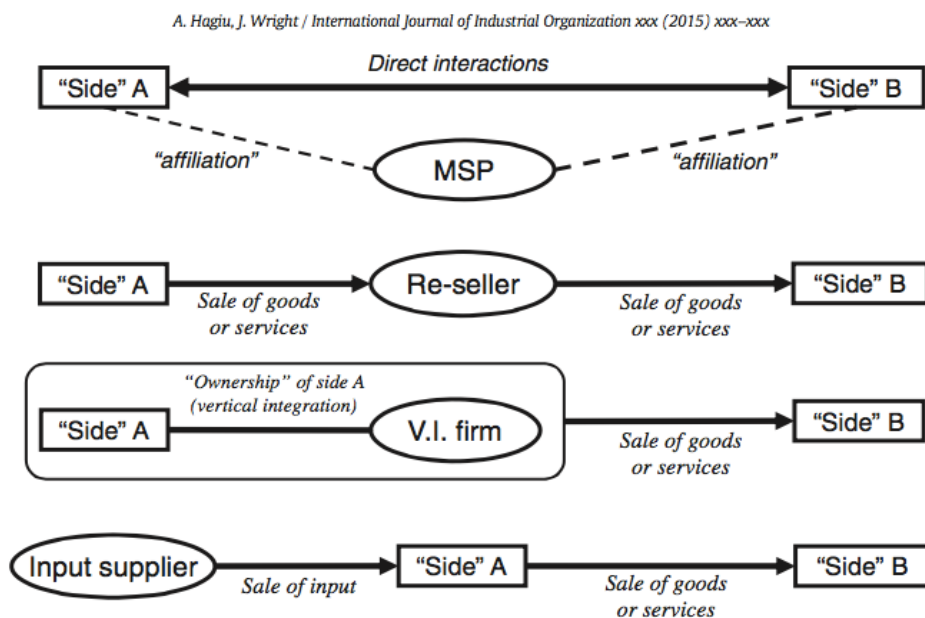 A. Hagiu, J. Wright / International Journal of Industrial Organization xxx (2015) xxx–xxx
Direct interactions
“Side” A
“Side” B
“affiliation”
MSP
“affiliation”
“Side” A
Re-seller
“Side” B
Sale of goods
or services
Sale of goods
or services
“Ownership” of side A
(vertical integration)
“Side” A
V.I. firm
“Side” B
Sale of goods
or services
Input supplier
“Side” A
“Side” B
Sale of input
Sale of goods
or services